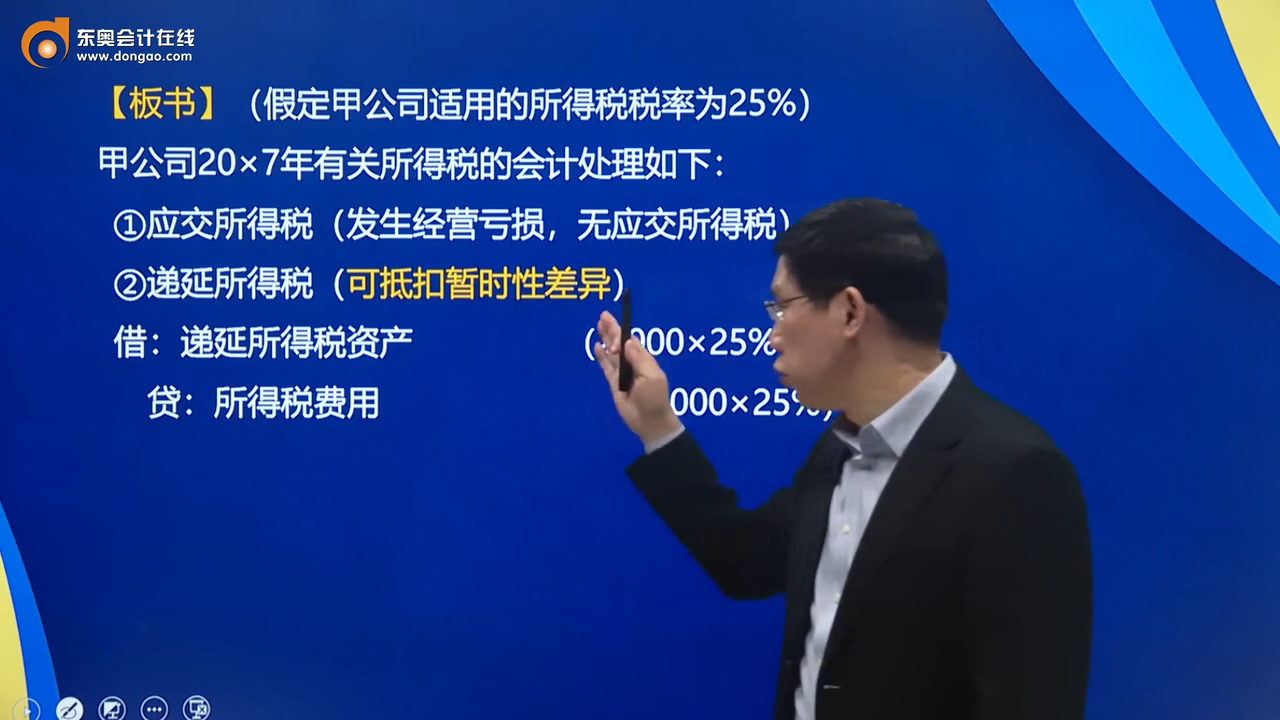 东奥会计在线
www.dongao.com
【板书】（假定甲公司适用的所得税税率为25%）
甲公司20×7年有关所得税的会计处理如下：
①应交所得税（发生经营亏损，无应交所得税）
②递延所得税（可抵扣暂时性差异）
借：递延所得税资产 （ 000×25%
贷：所得税费用 000×25%）